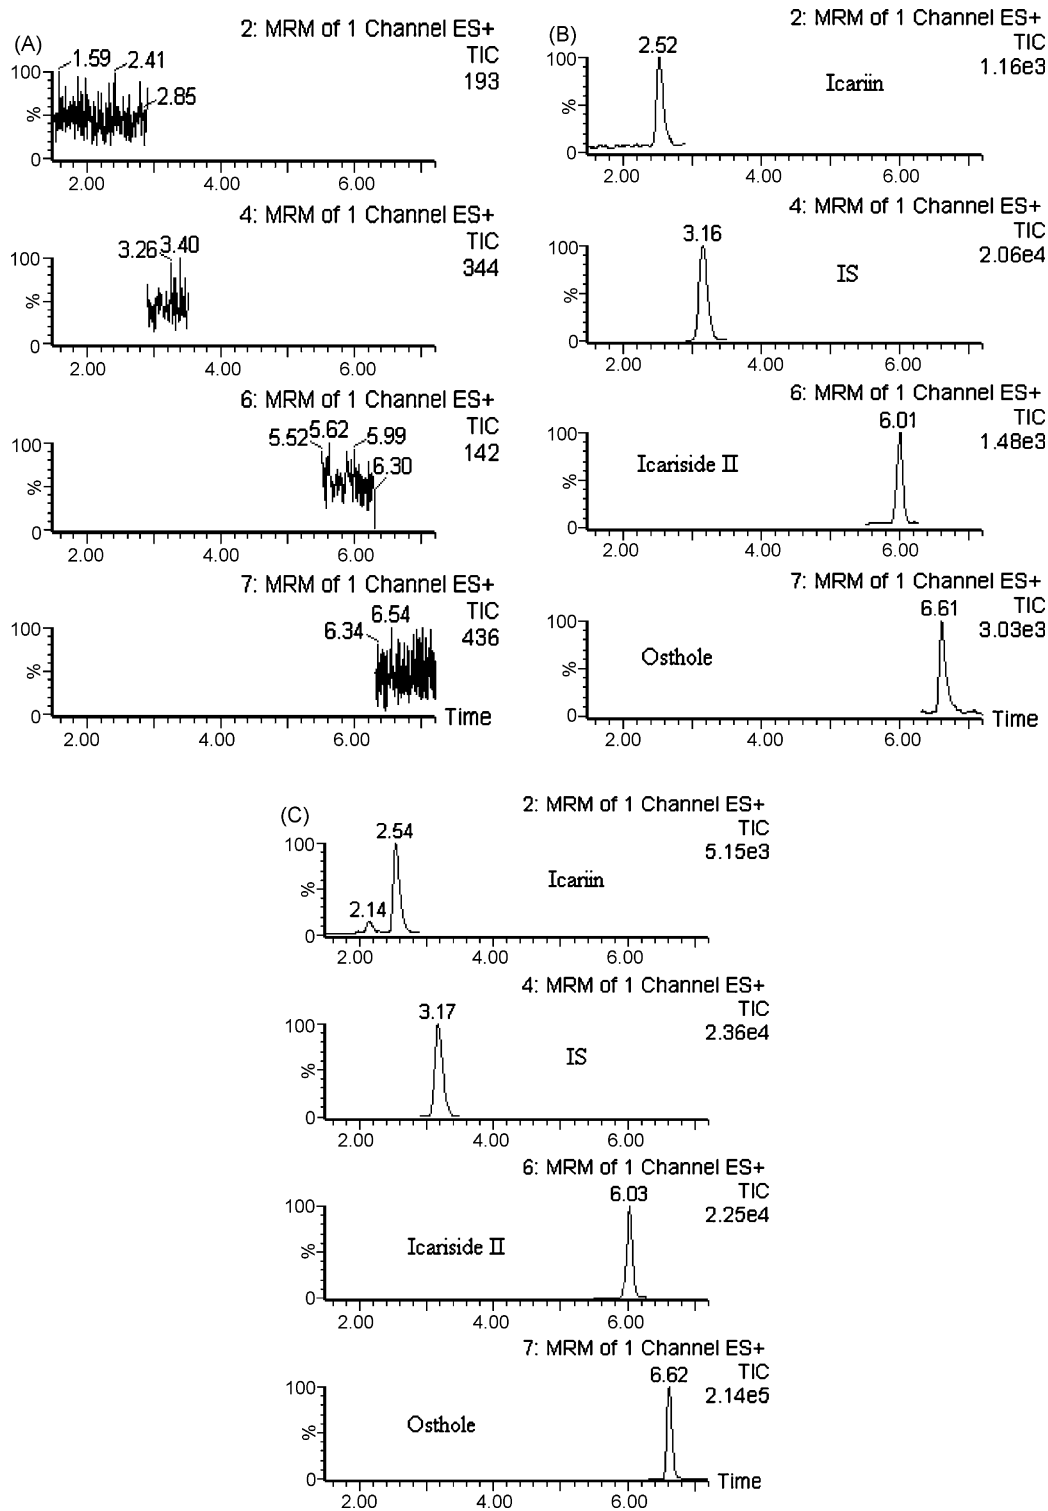 (A)
2: MRM of 1 Channel ES+
TIC
193
1.59
2.41
2.85
100
%
0
2.00 4.00 6.00
4: MRM of 1 Channel ES+
TIC
344
3.26 3.40
100
%
0
2.00 4.00 6.00
6: MRM of 1 Channel ES+
TIC
142
5.52 5.62 5.99
6.30
100
%
0
2.00 4.00 6.00
7: MRM of 1 Channel ES+
TIC
436
6.34 6.54
100
%
0
Time
2.00 4.00 6.00
(B)
2: MRM of 1 Channel ES+
TIC
1.16e3
2.52
Icariin
100
%
0
2.00 4.00 6.00
4: MRM of 1 Channel ES+
TIC
2.06e4
3.16
IS
100
%
0
2.00 4.00 6.00
6: MRM of 1 Channel ES+
TIC
1.48e3
6.01
Icariside II
100
%
0
2.00 4.00 6.00
7: MRM of 1 Channel ES+
TIC
3.03e3
6.61
Osthole
100
%
0
Time
2.00 4.00 6.00
(C)
2: MRM of 1 Channel ES+
TIC
5.15e3
2.54
2.14
Icariin
100
%
0
2.00 4.00 6.00
4: MRM of 1 Channel ES+
TIC
2.36e4
3.17
IS
100
%
0
2.00 4.00 6.00
6: MRM of 1 Channel ES+
TIC
2.25e4
6.03
Icariside II
100
%
0
2.00 4.00 6.00
7: MRM of 1 Channel ES+
TIC
2.14e5
6.62
Osthole
100
%
0
Time
2.00 4.00 6.00